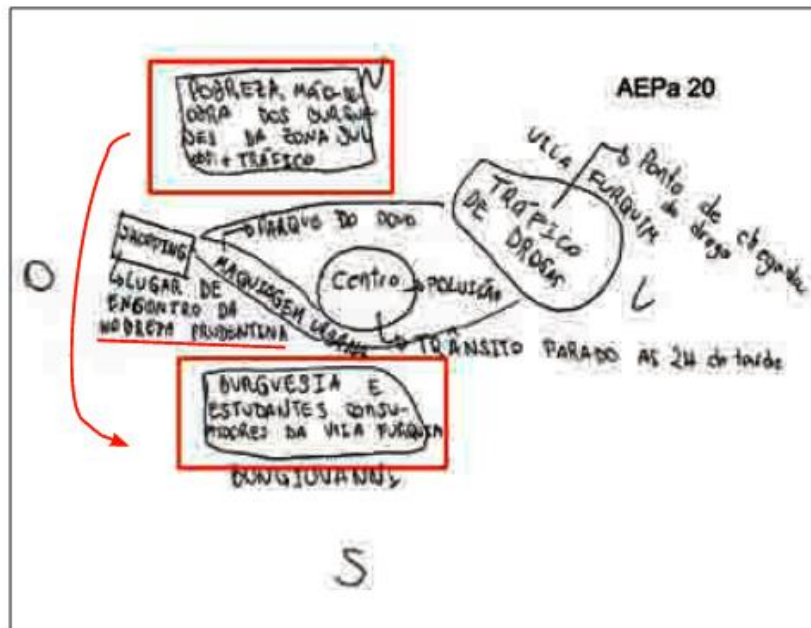 N
AEPa 20
POBREZA, MÃO-DE
OBRA DOS BURGUE
SES DA ZONA SUL
+ TRÁFICO
VILA FURQUIM
Ponto de chegada
da droga
TRÁFICO
DE DROGAS
PARQUE DO POVO
SHOPPING
MAQUIAGEM URBANA
Centro
POLUIÇÃO
O
L
LUGAR DE
ENCONTRO DA
NOBREZA PRUDENTINA
TRÂNSITO PARADO AS 2H da tarde
BURGUESIA E
ESTUDANTES CONSU-
MIDORES DA VILA FURQUIM
BONGIOVANNI
S